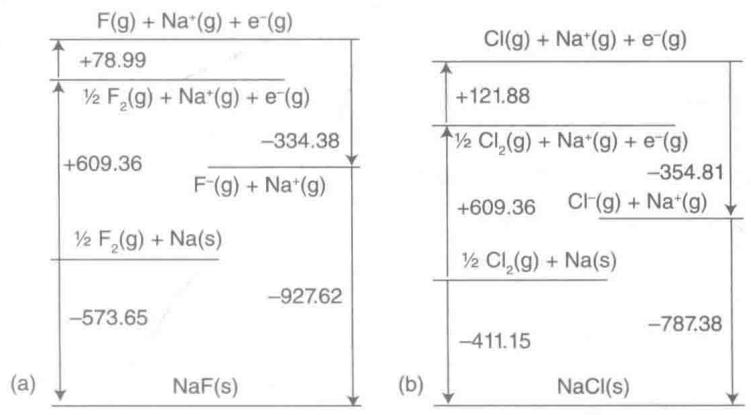 F(g) + Na⁺(g) + e⁻(g)
+78.99
½ F₂(g) + Na⁺(g) + e⁻(g)
−334.38
+609.36
F⁻(g) + Na⁺(g)
½ F₂(g) + Na(s)
−927.62
−573.65
(a)
NaF(s)
Cl(g) + Na⁺(g) + e⁻(g)
+121.88
½ Cl₂(g) + Na⁺(g) + e⁻(g)
−354.81
+609.36
Cl⁻(g) + Na⁺(g)
½ Cl₂(g) + Na(s)
−787.38
−411.15
(b)
NaCl(s)